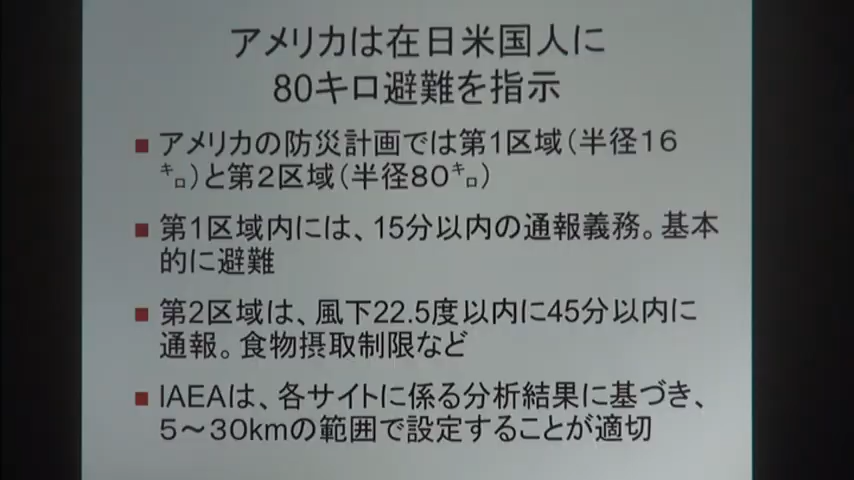 アメリカは在日米国人に
80キロ避難を指示
■ アメリカの防災計画では第1区域(半径16
㌔)と第2区域(半径80㌔)
■ 第1区域内には、15分以内の通報義務。基本
的に避難
■ 第2区域は、風下22.5度以内に45分以内に
通報。食物摂取制限など
■ IAEAは、各サイトに係る分析結果に基づき、
5～30kmの範囲で設定することが適切